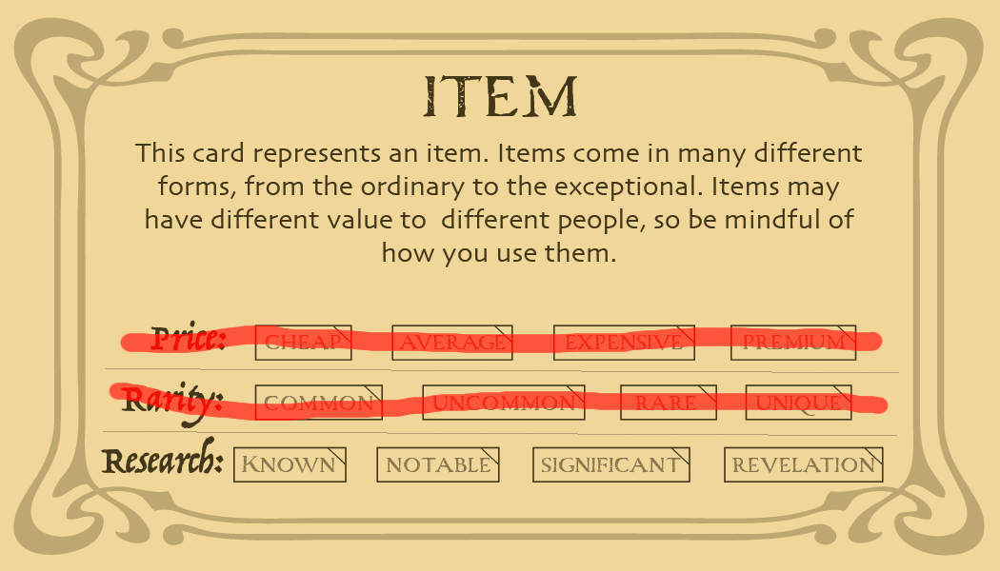 ITEM
This card represents an item. Items come in many different
forms, from the ordinary to the exceptional. Items may
have different value to different people, so be mindful of
how you use them.
Price: CHEAP AVERAGE EXPENSIVE PREMIUM
Rarity: COMMON UNCOMMON RARE UNIQUE
Research: KNOWN NOTABLE SIGNIFICANT REVELATION